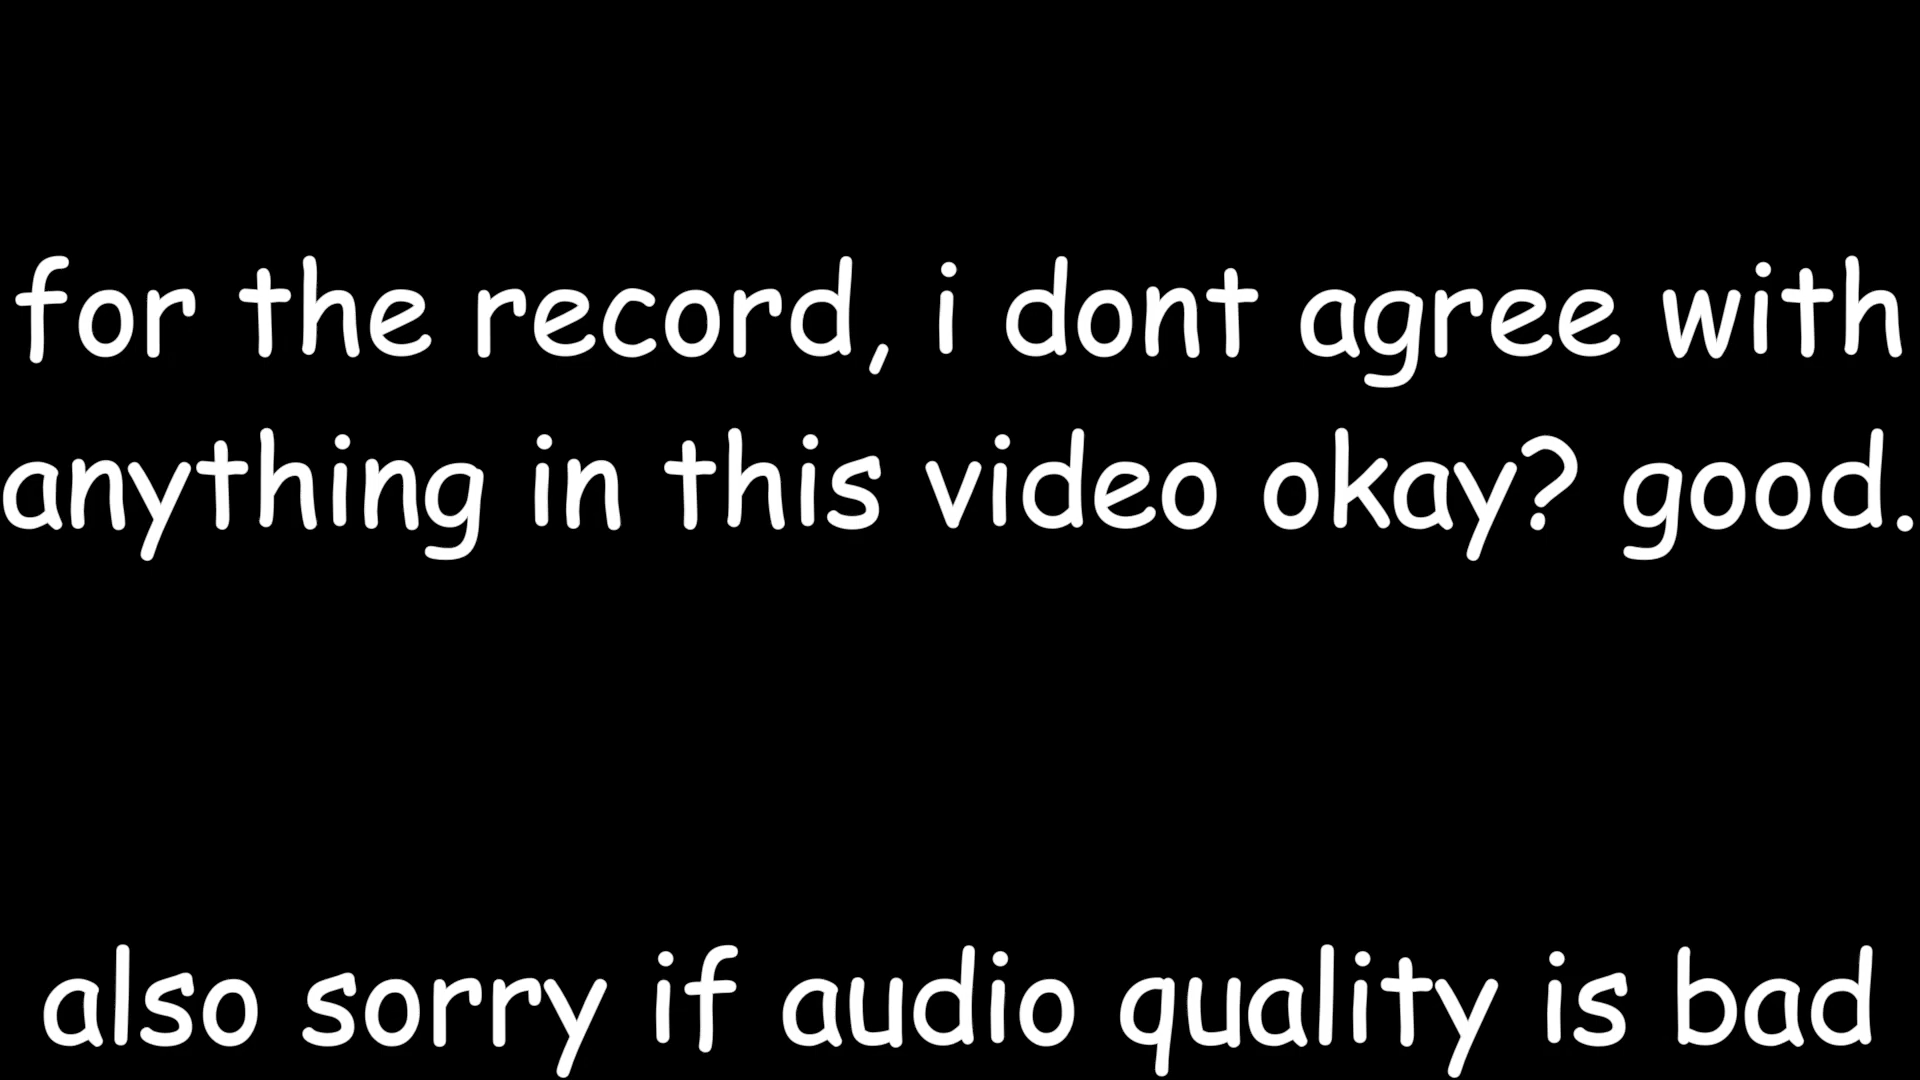 for the record, i dont agree with
anything in this video okay? good.
also sorry if audio quality is bad